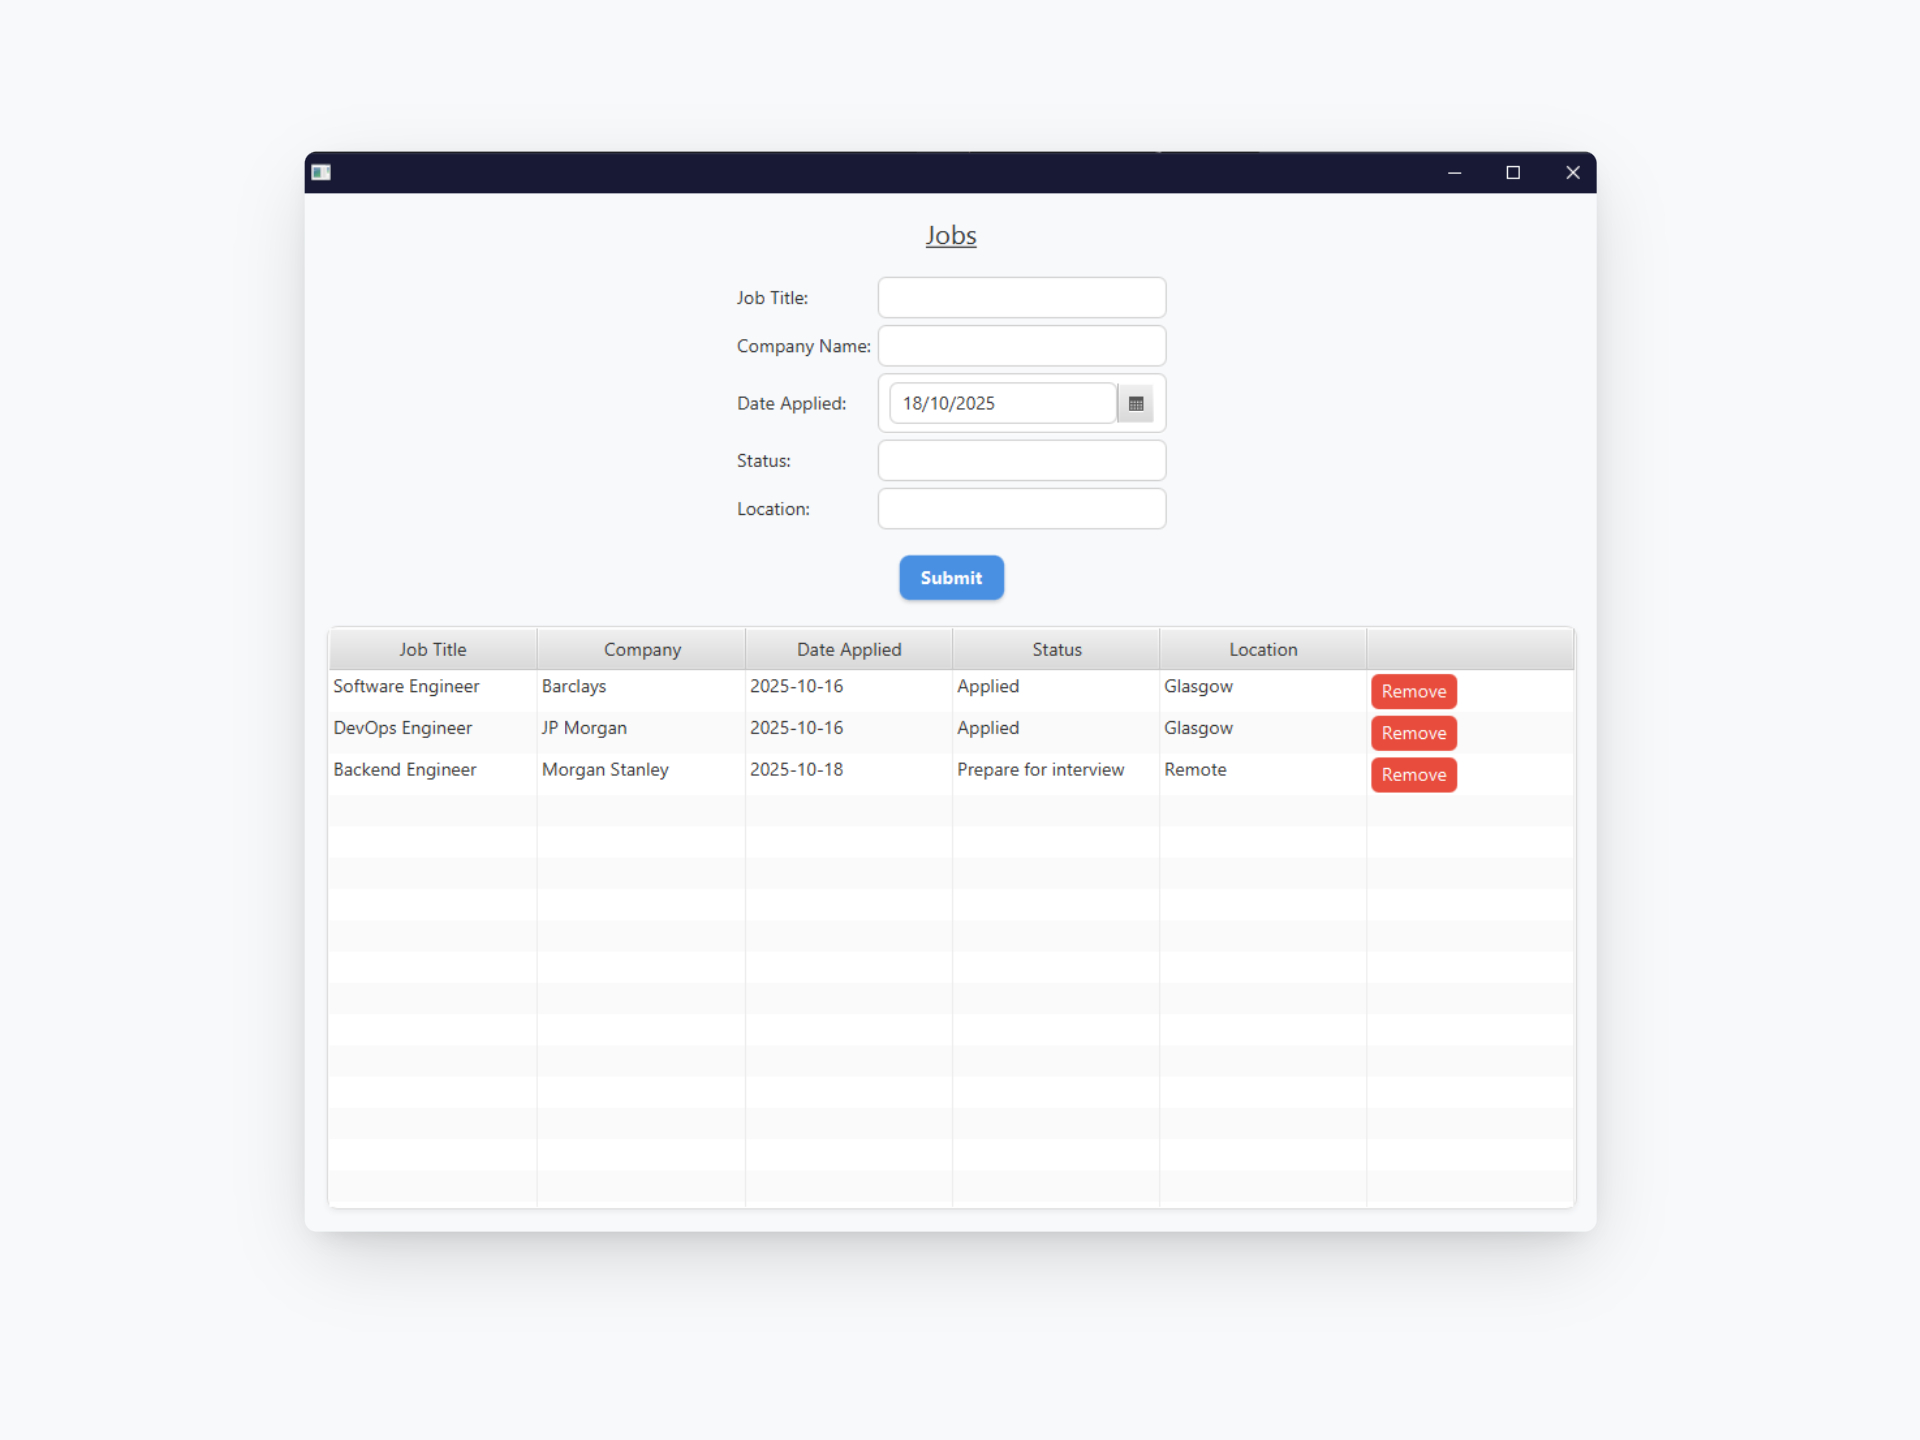 Jobs
Job Title:
Company Name:
Date Applied: 18/10/2025
Status:
Location:
Submit
Job Title Company Date Applied Status Location
Software Engineer Barclays 2025-10-16 Applied Glasgow Remove
DevOps Engineer JP Morgan 2025-10-16 Applied Glasgow Remove
Backend Engineer Morgan Stanley 2025-10-18 Prepare for interview Remote Remove